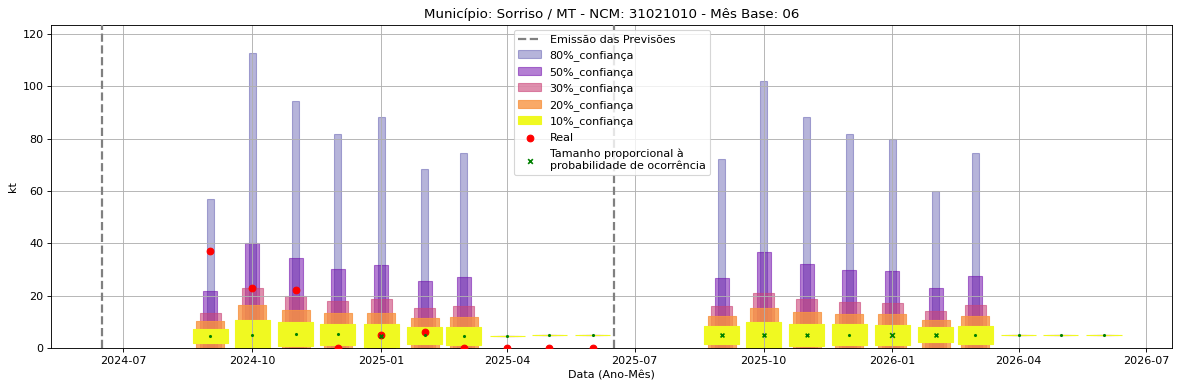 Município: Sorriso / MT - NCM: 31021010 - Mês Base: 06
Emissão das Previsões
80%_confiança
50%_confiança
30%_confiança
20%_confiança
10%_confiança
Real
Tamanho proporcional à
probabilidade de ocorrência
kt
120
100
80
60
40
20
0
2024-07 2024-10 2025-01 2025-04 2025-07 2025-10 2026-01 2026-04 2026-07
Data (Ano-Mês)